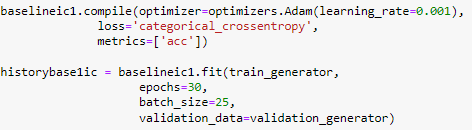 baselineic1.compile(optimizer=optimizers.Adam(learning_rate=0.001),
loss='categorical_crossentropy',
metrics=['acc'])
historybase1ic = baselineic1.fit(train_generator,
epochs=30,
batch_size=25,
validation_data=validation_generator)